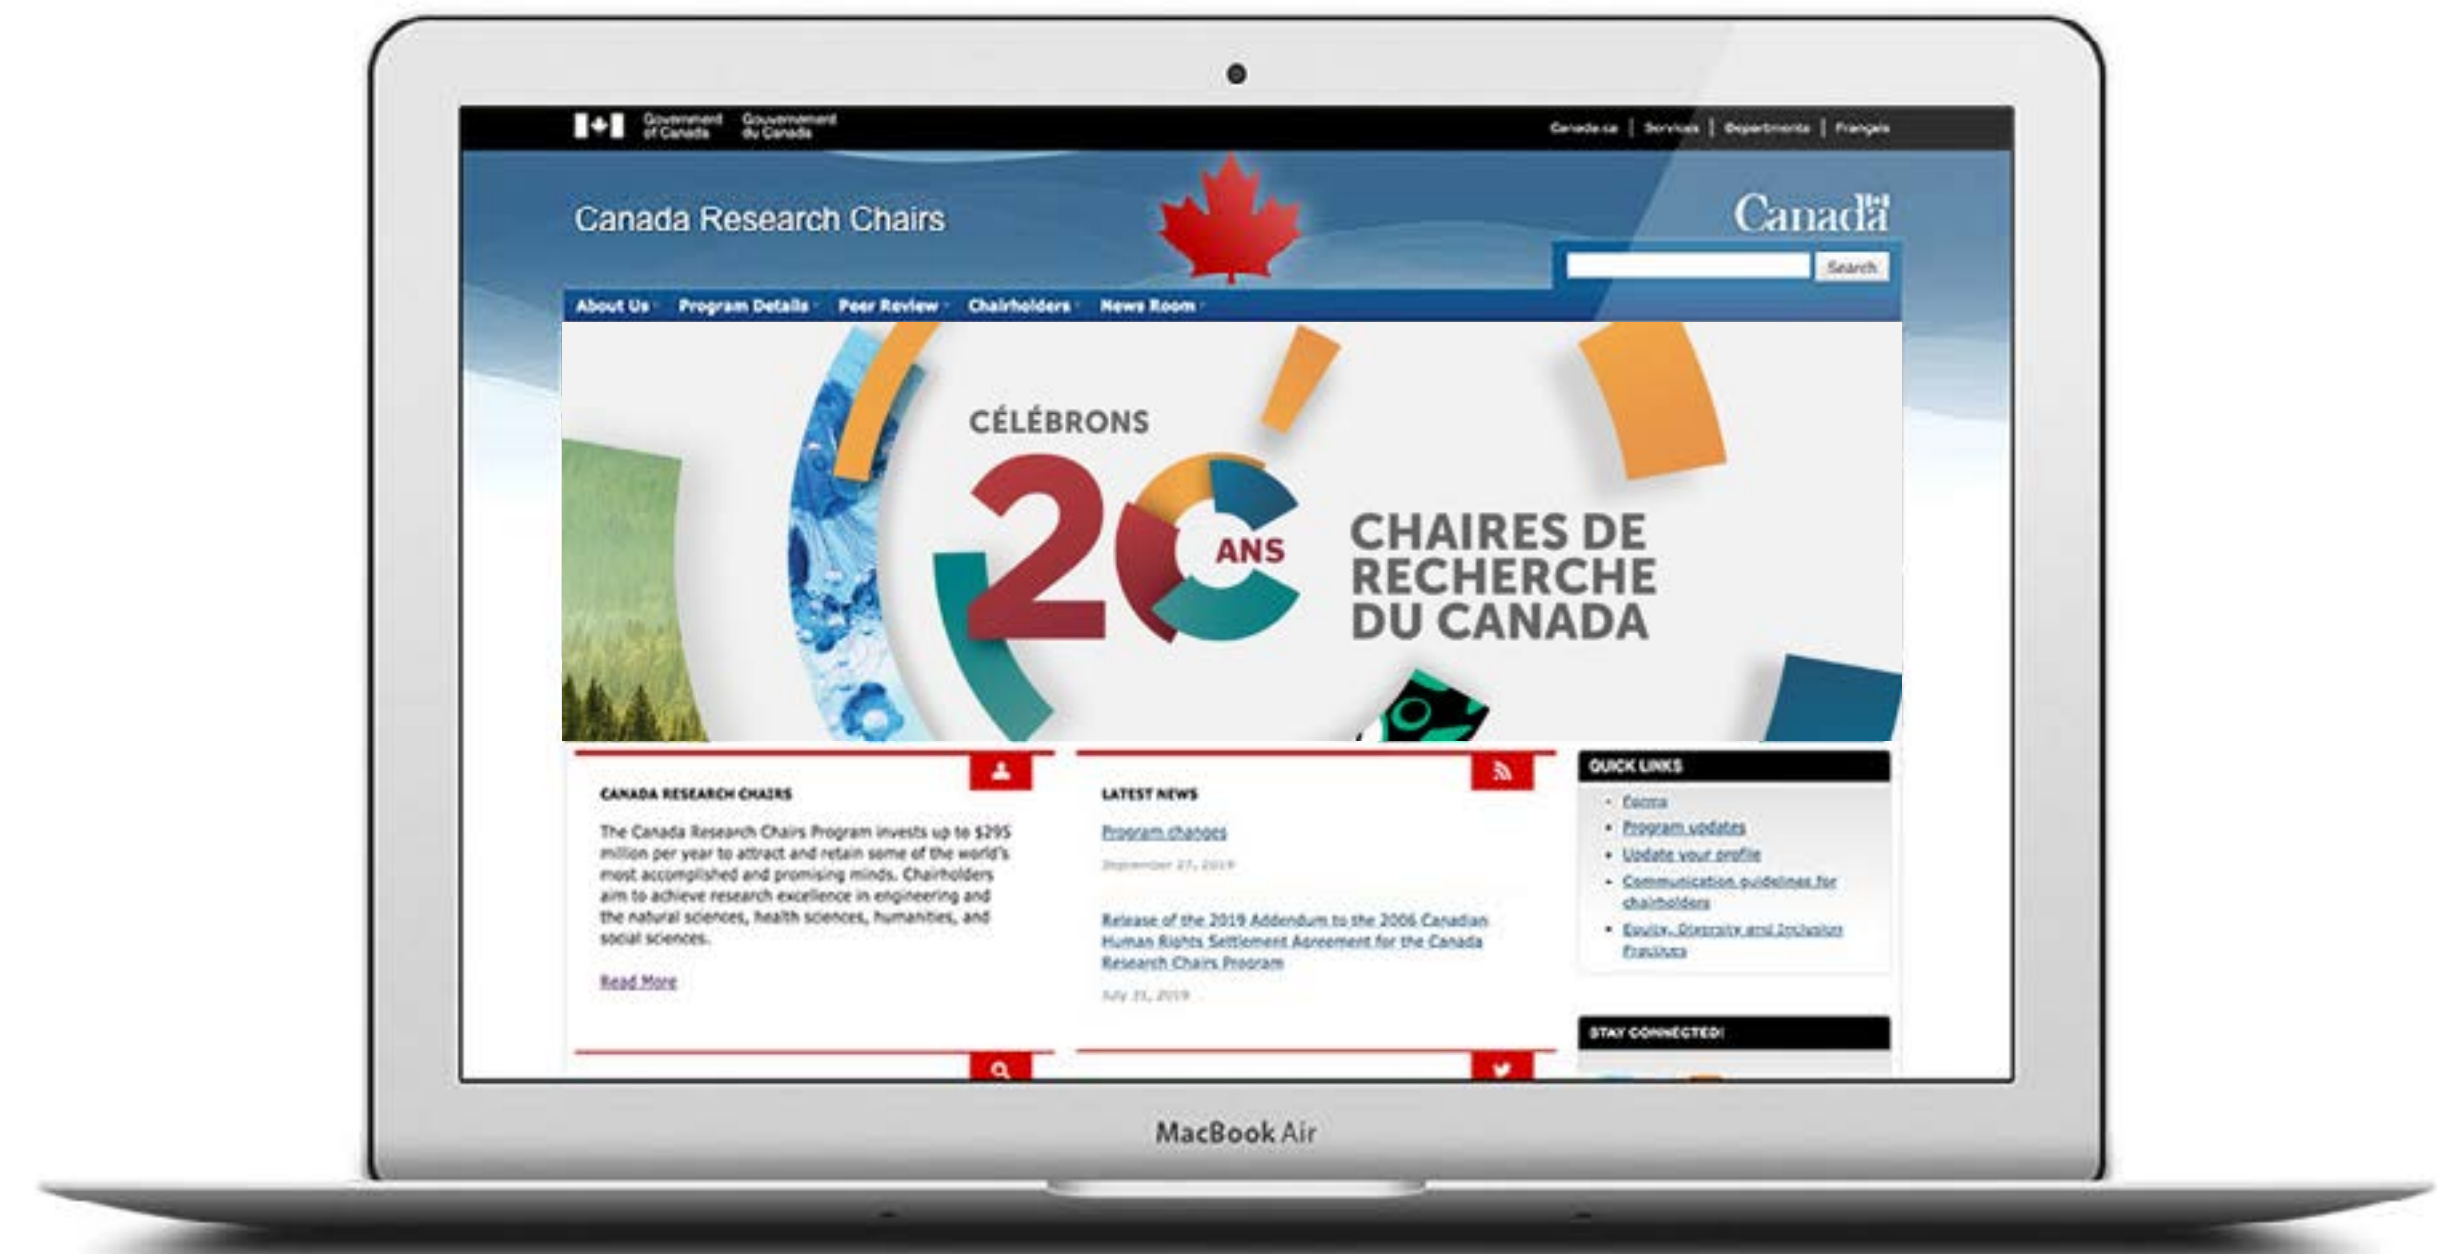 Government
of Canada
Gouvernement
du Canada
Canada.ca | Services | Departments | Français
Canada Research Chairs
Canada
Search
About Us
Program Details
Peer Review
Chairholders
News Room
CÉLÉBRONS
20
ANS
CHAIRES DE
RECHERCHE
DU CANADA
CANADA RESEARCH CHAIRS
The Canada Research Chairs Program invests up to $295
million per year to attract and retain some of the world's
most accomplished and promising minds. Chairholders
aim to achieve research excellence in engineering and
the natural sciences, health sciences, humanities, and
social sciences.
Read More
LATEST NEWS
Program changes
September 27, 2019
Release of the 2019 Addendum to the 2006 Canadian
Human Rights Settlement Agreement for the Canada
Research Chairs Program
July 31, 2019
QUICK LINKS
Forms
Program updates
Update your profile
Communication guidelines for
chairholders
Equity, Diversity and Inclusion
Practices
STAY CONNECTED!
MacBook Air